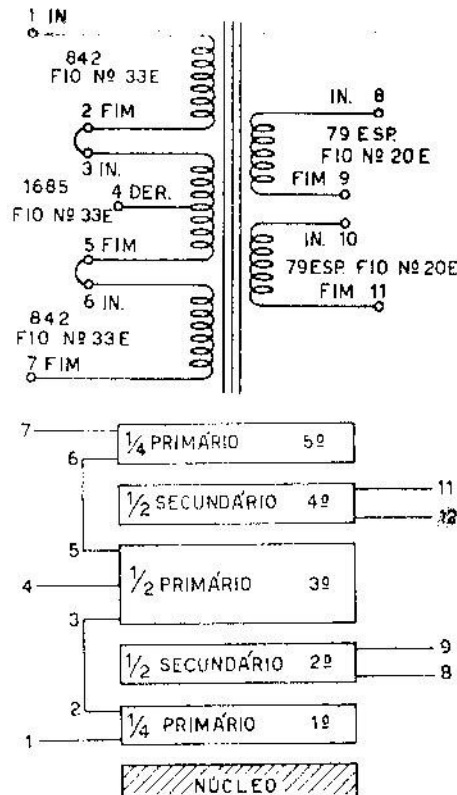 1 IN
842
FIO Nº 33E
2 FIM
3 IN.
1685
4 DER.
FIO Nº 33E
5 FIM
6 IN.
842
FIO Nº 33E
7 FIM
IN. 8
79 ESP.
FIO Nº 20E
FIM 9
IN. 10
79 ESP. FIO Nº 20E
FIM 11
7
1/4 PRIMÁRIO 5º
6
1/2 SECUNDÁRIO 4º
11
5
4
1/2 PRIMÁRIO 3º
3
1/2 SECUNDÁRIO 2º
9
8
2
1/4 PRIMÁRIO 1º
1
NÚCLEO